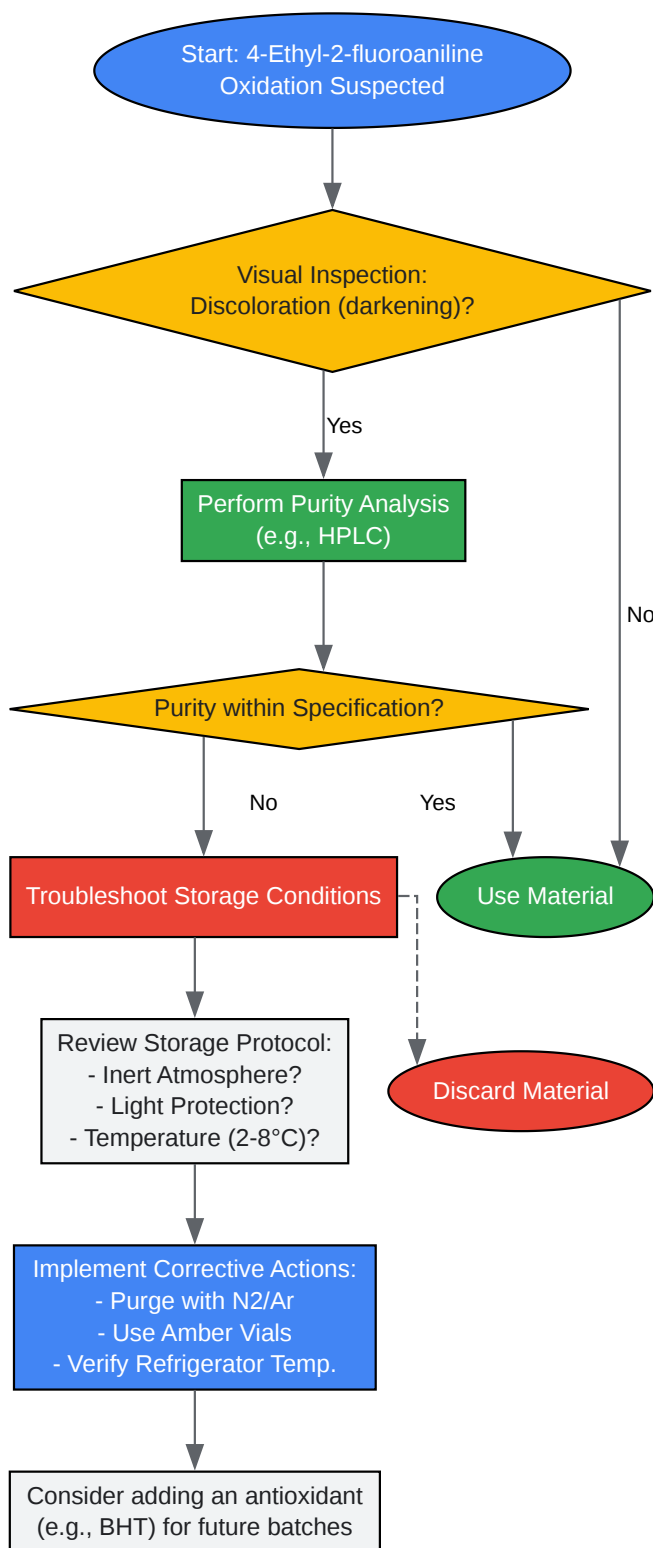 Start: 4-Ethyl-2-fluoroaniline
Oxidation Suspected
Visual Inspection:
Discoloration (darkening)?
Yes
Perform Purity Analysis
(e.g., HPLC)
No
Purity within Specification?
No
Yes
Troubleshoot Storage Conditions
Use Material
Review Storage Protocol:
- Inert Atmosphere?
- Light Protection?
- Temperature (2-8°C)?
Discard Material
Implement Corrective Actions:
- Purge with N2/Ar
- Use Amber Vials
- Verify Refrigerator Temp.
Consider adding an antioxidant
(e.g., BHT) for future batches